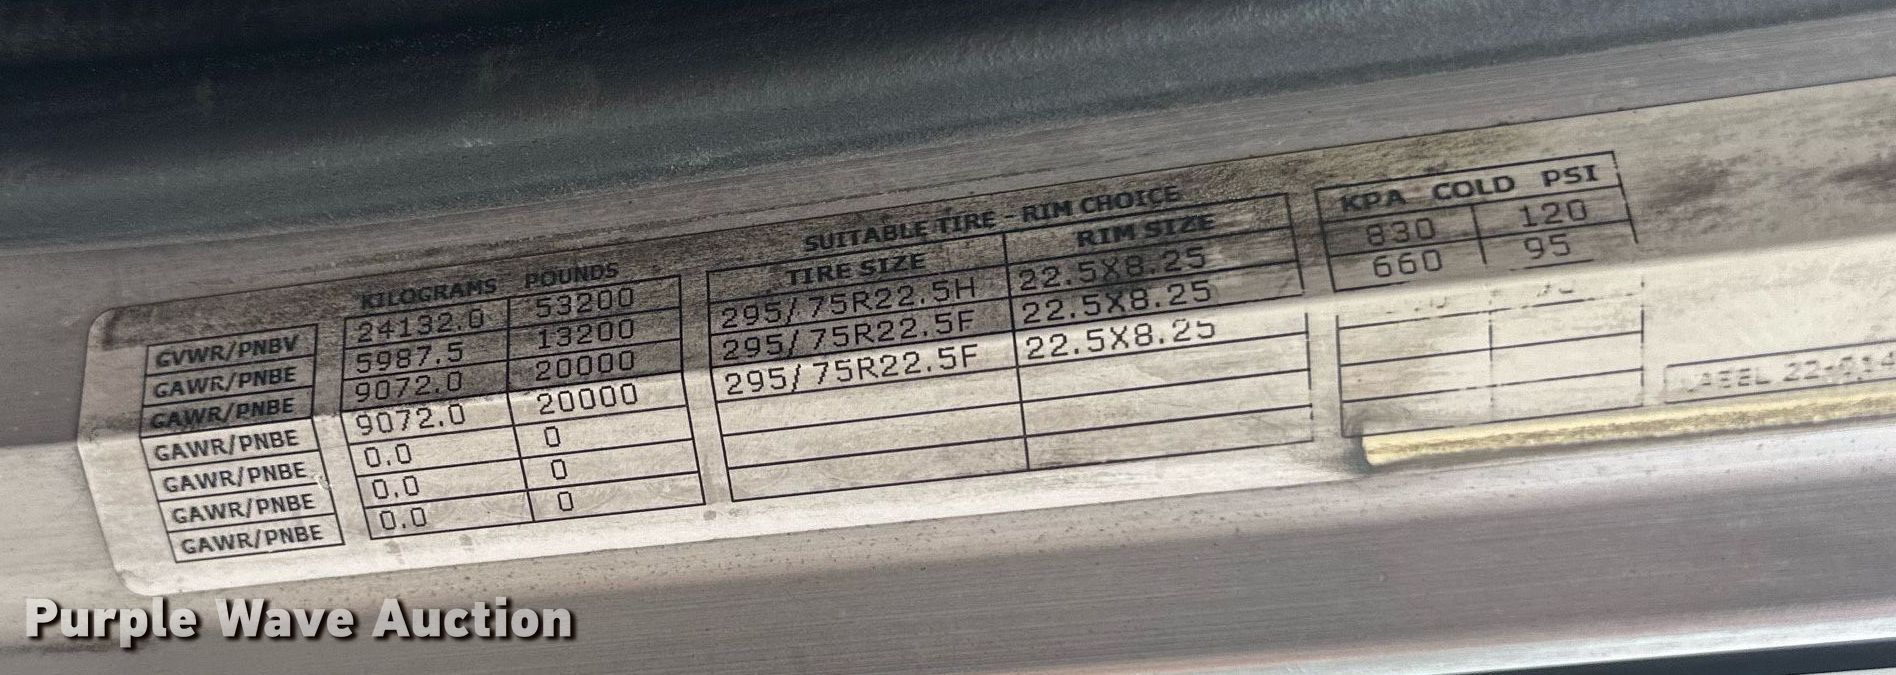 KILOGRAMS POUNDS SUITABLE TIRE - RIM CHOICE
TIRE SIZE RIM SIZE KPA COLD PSI
GVWR/PNBV 24132.0 53200
GAWR/PNBE 5987.5 13200 295/75R22.5H 22.5X8.25 830 120
GAWR/PNBE 9072.0 20000 295/75R22.5F 22.5X8.25 660 95
GAWR/PNBE 9072.0 20000 295/75R22.5F 22.5X8.25
GAWR/PNBE 0.0 0
GAWR/PNBE 0.0 0
GAWR/PNBE 0.0 0
Purple Wave Auction